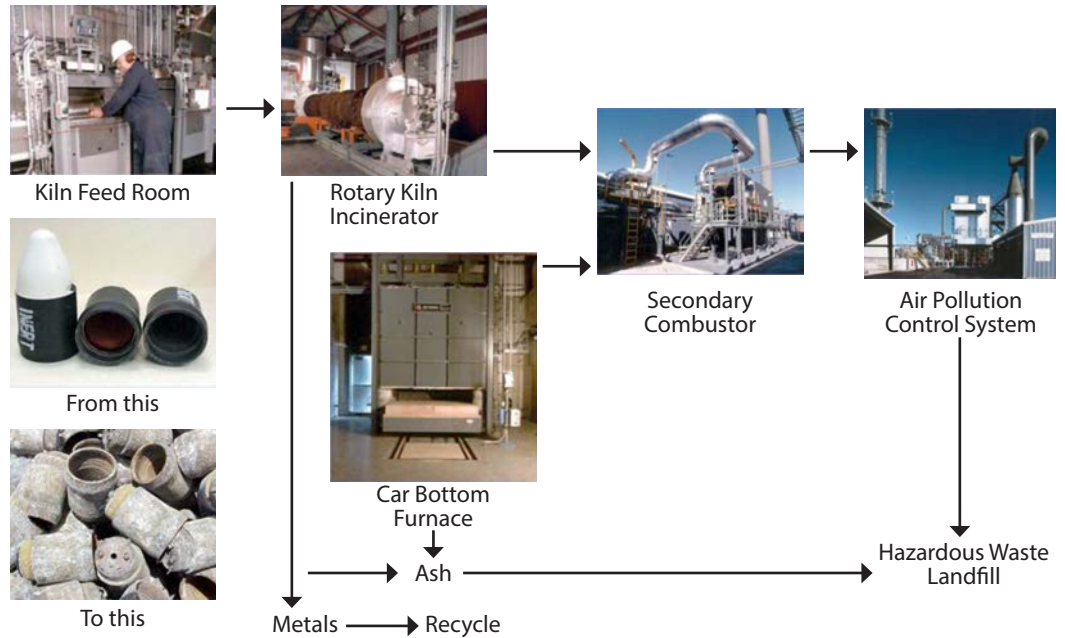 Kiln Feed Room
Rotary Kiln
Incinerator
Secondary
Combustor
Air Pollution
Control System
INERT
From this
Car Bottom
Furnace
To this
Ash
Hazardous Waste
Landfill
Metals
Recycle